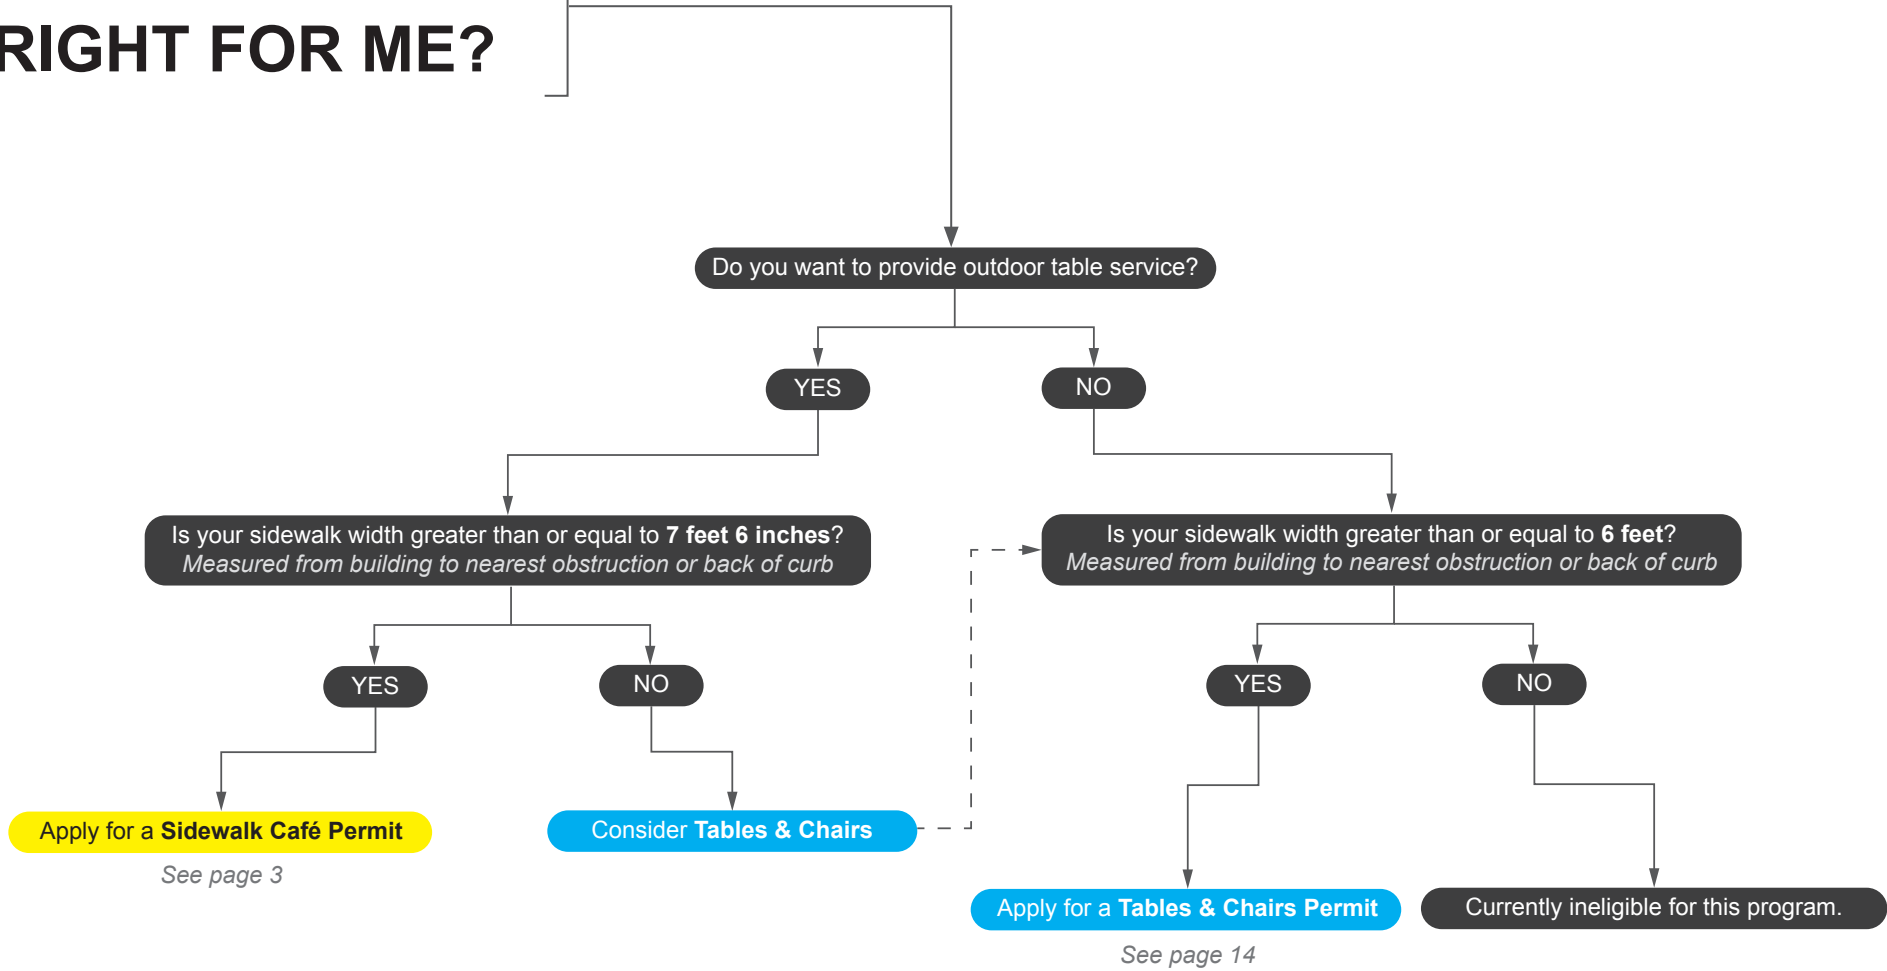 RIGHT FOR ME?
Do you want to provide outdoor table service?
YES
NO
Is your sidewalk width greater than or equal to 7 feet 6 inches?
Measured from building to nearest obstruction or back of curb
Is your sidewalk width greater than or equal to 6 feet?
Measured from building to nearest obstruction or back of curb
YES
NO
YES
NO
Apply for a Sidewalk Café Permit
See page 3
Consider Tables & Chairs
Apply for a Tables & Chairs Permit
See page 14
Currently ineligible for this program.